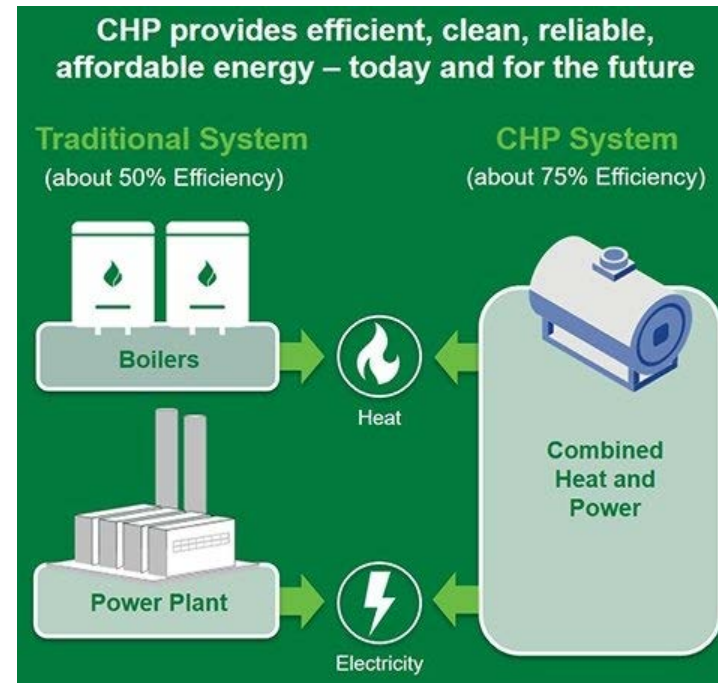 CHP provides efficient, clean, reliable,
affordable energy – today and for the future
Traditional System
(about 50% Efficiency)
CHP System
(about 75% Efficiency)
Boilers
Heat
Combined
Heat and
Power
Power Plant
Electricity